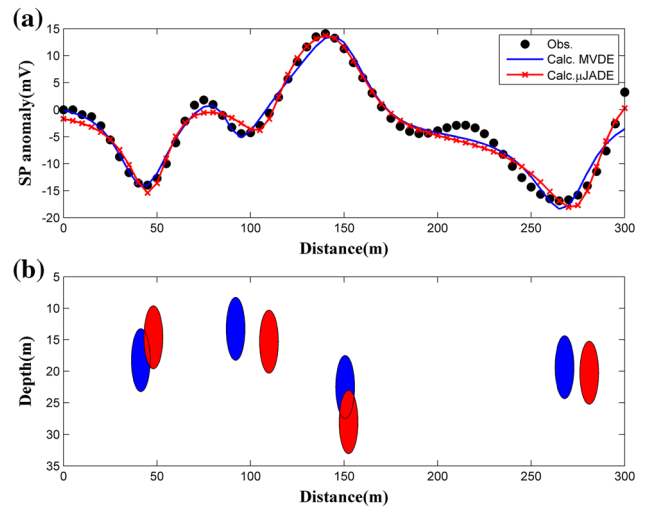 (a)
SP anomaly(mV)
15
10
5
0
-5
-10
-15
-20
Obs.
Calc. MVDE
Calc.μJADE
0 50 100 150 200 250 300
Distance(m)
(b)
Depth(m)
5
10
15
20
25
30
35
0 50 100 150 200 250 300
Distance(m)